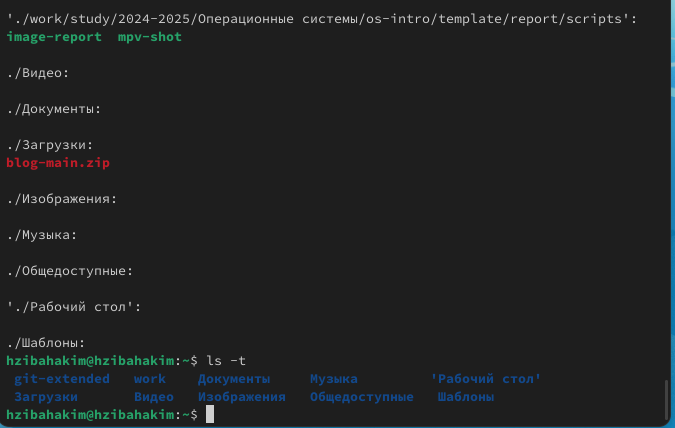 './work/study/2024-2025/Операционные системы/os-intro/template/report/scripts':
image-report  mpv-shot
./Видео:
./Документы:
./Загрузки:
blog-main.zip
./Изображения:
./Музыка:
./Общедоступные:
'./Рабочий стол':
./Шаблоны:
hzibahakim@hzibahakim:~$ ls -t
git-extended   work    Документы     Музыка         'Рабочий стол'
Загрузки       Видео   Изображения   Общедоступные   Шаблоны
hzibahakim@hzibahakim:~$